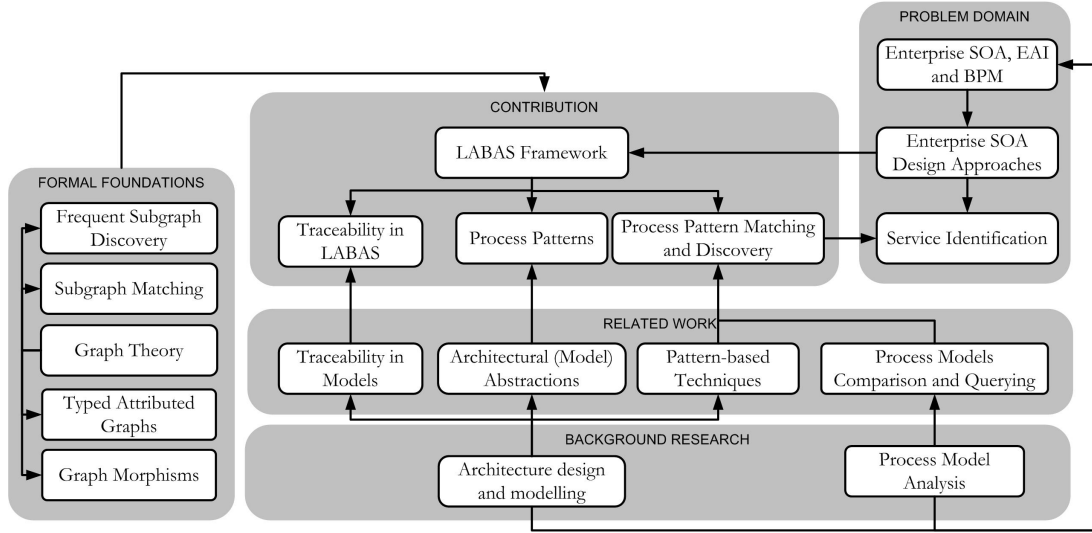 PROBLEM DOMAIN
Enterprise SOA, EAI
and BPM
Enterprise SOA
Design Approaches
Service Identification
CONTRIBUTION
LABAS Framework
Traceability in
LABAS
Process Patterns
Process Pattern Matching
and Discovery
FORMAL FOUNDATIONS
Frequent Subgraph
Discovery
Subgraph Matching
Graph Theory
Typed Attributed
Graphs
Graph Morphisms
RELATED WORK
Traceability in
Models
Architectural (Model)
Abstractions
Pattern-based
Techniques
Process Models
Comparison and Querying
BACKGROUND RESEARCH
Architecture design
and modelling
Process Model
Analysis